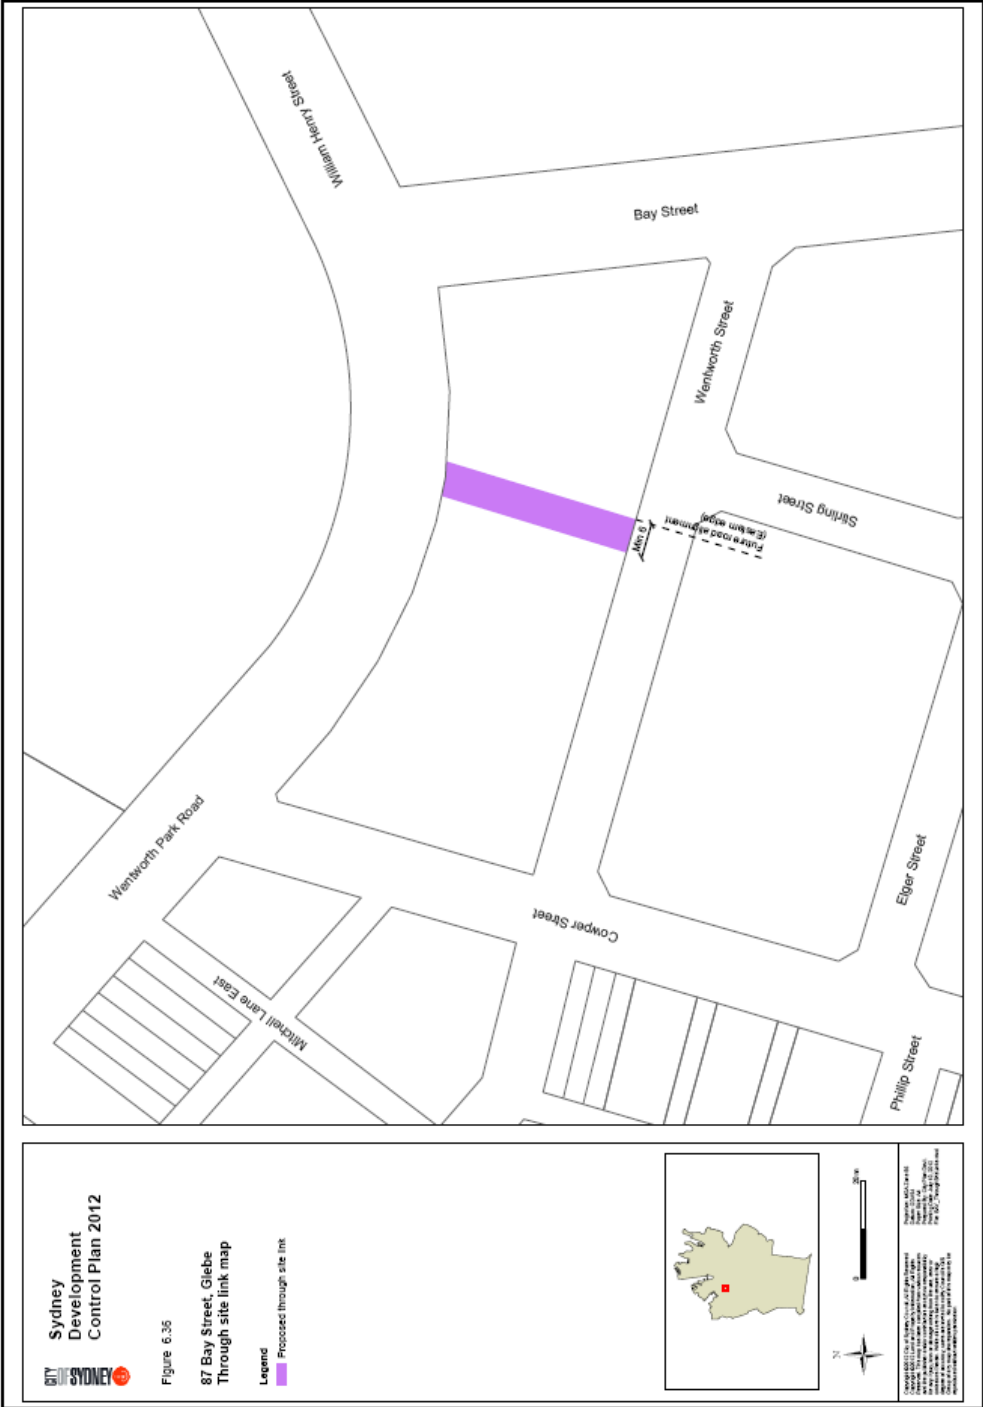 William Henry Street
Bay Street
Wentworth Street
Stirling Street
Future road alignment
(Eastern edge)
Min 6
Wentworth Park Road
Cowper Street
Elger Street
Mitchell Lane East
Phillip Street
Sydney
Development
Control Plan 2012
CITY OF SYDNEY
Figure 6.36
87 Bay Street, Glebe
Through site link map
Legend
Proposed through site link
N
0